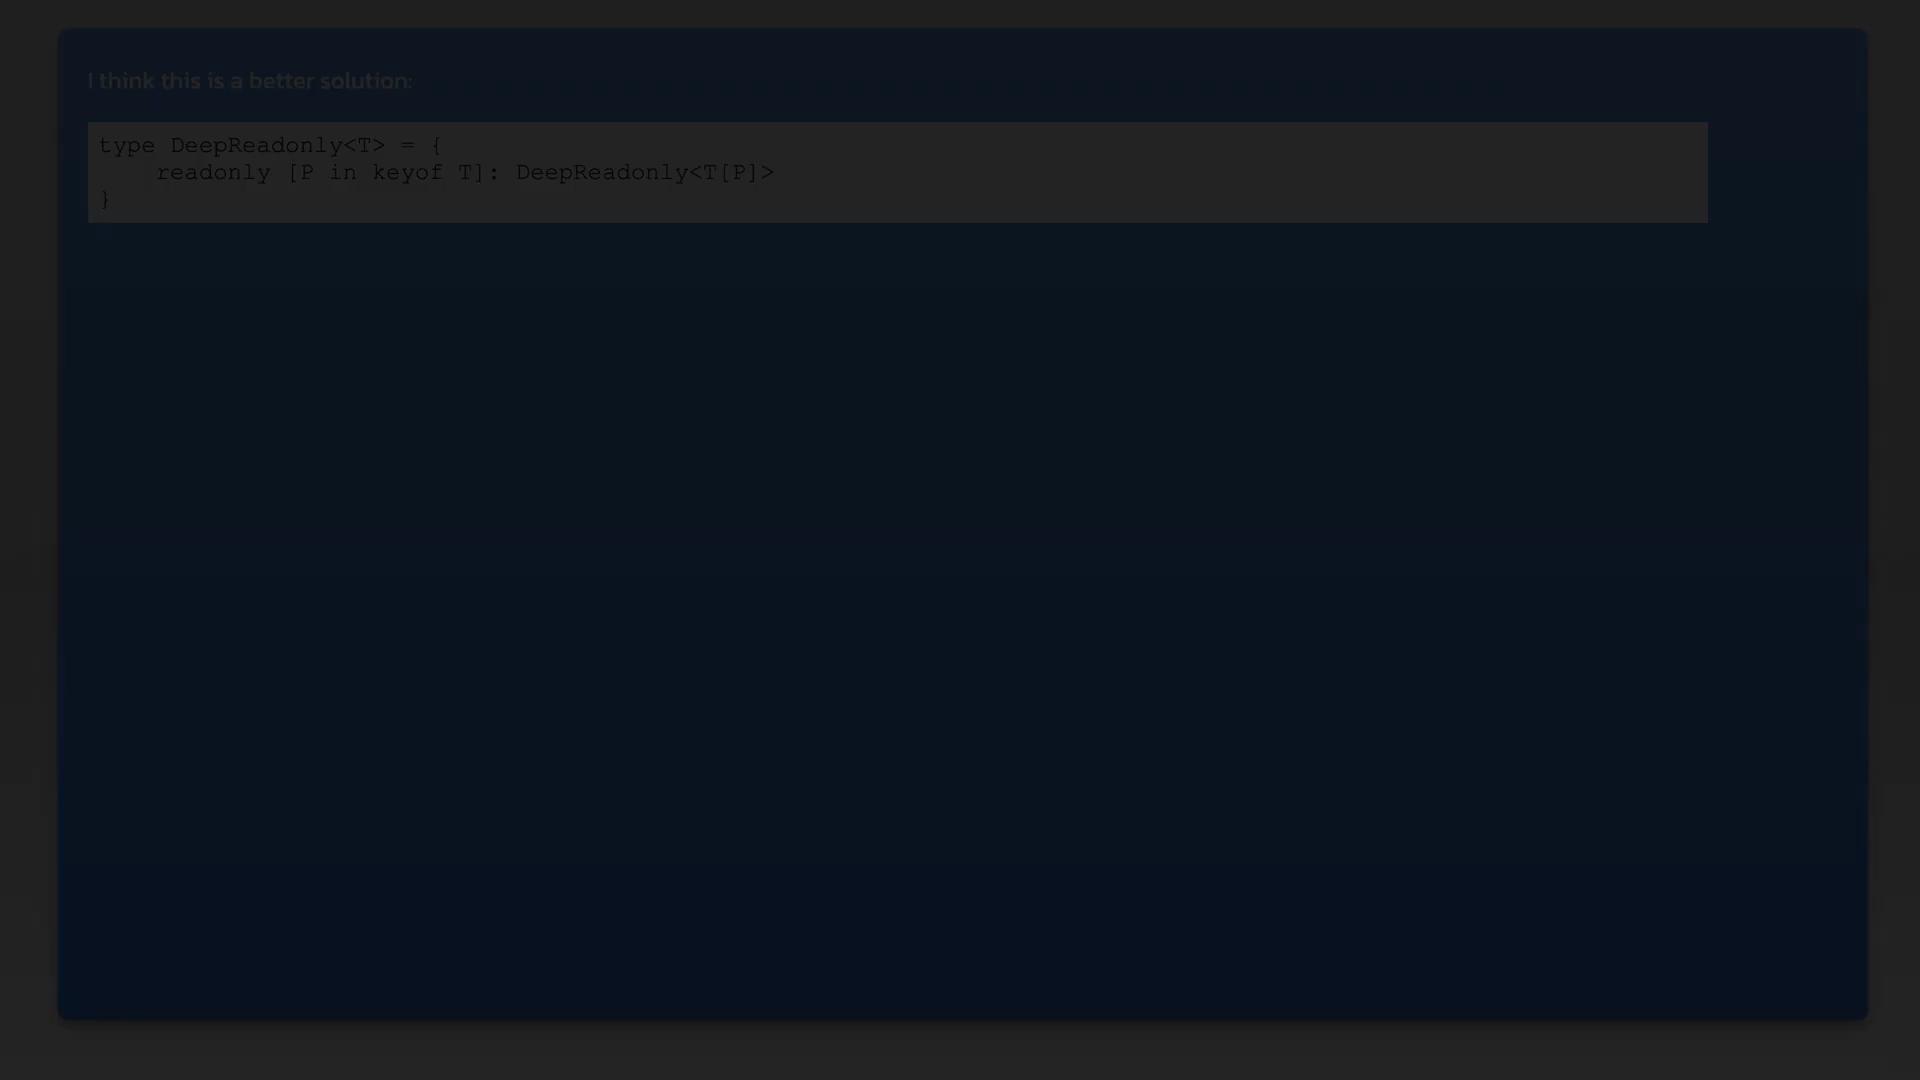 I think this is a better solution:
type DeepReadonly<T> = {
    readonly [P in keyof T]: DeepReadonly<T[P]>
}